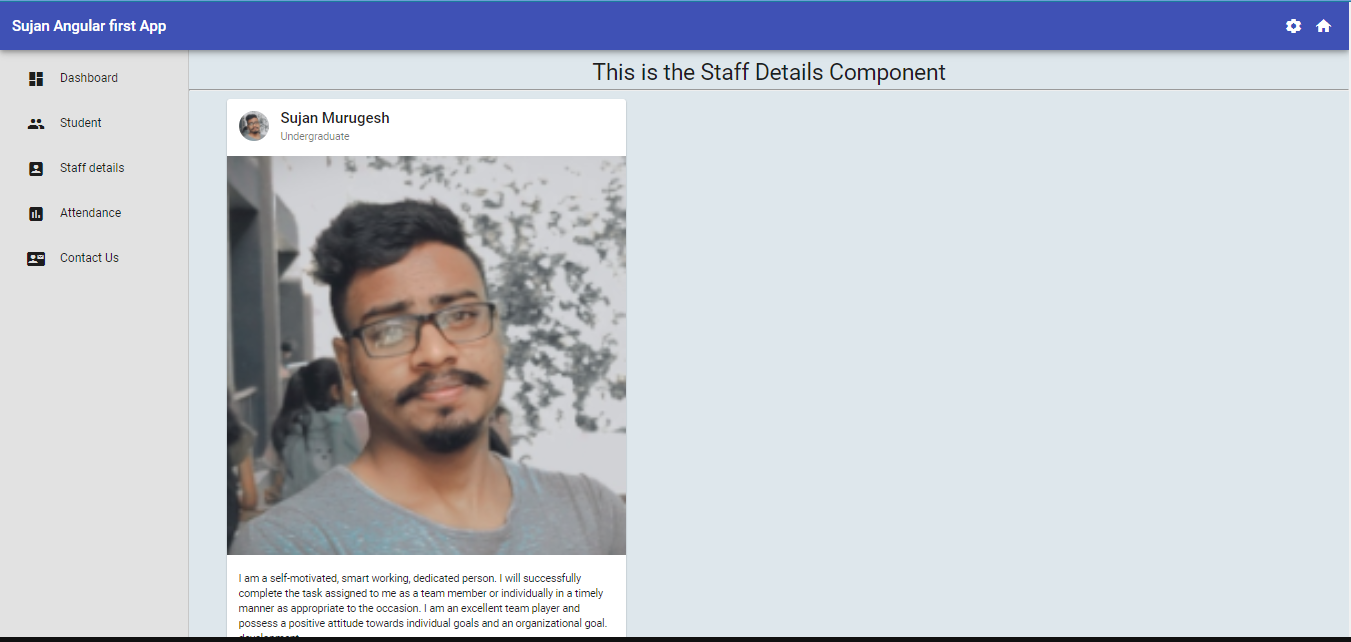 Sujan Angular first App
Dashboard
Student
Staff details
Attendance
Contact Us
This is the Staff Details Component
Sujan Murugesh
Undergraduate
I am a self-motivated, smart working, dedicated person. I will successfully
complete the task assigned to me as a team member or individually in a timely
manner as appropriate to the occasion. I am an excellent team player and
possess a positive attitude towards individual goals and an organizational goal.
development